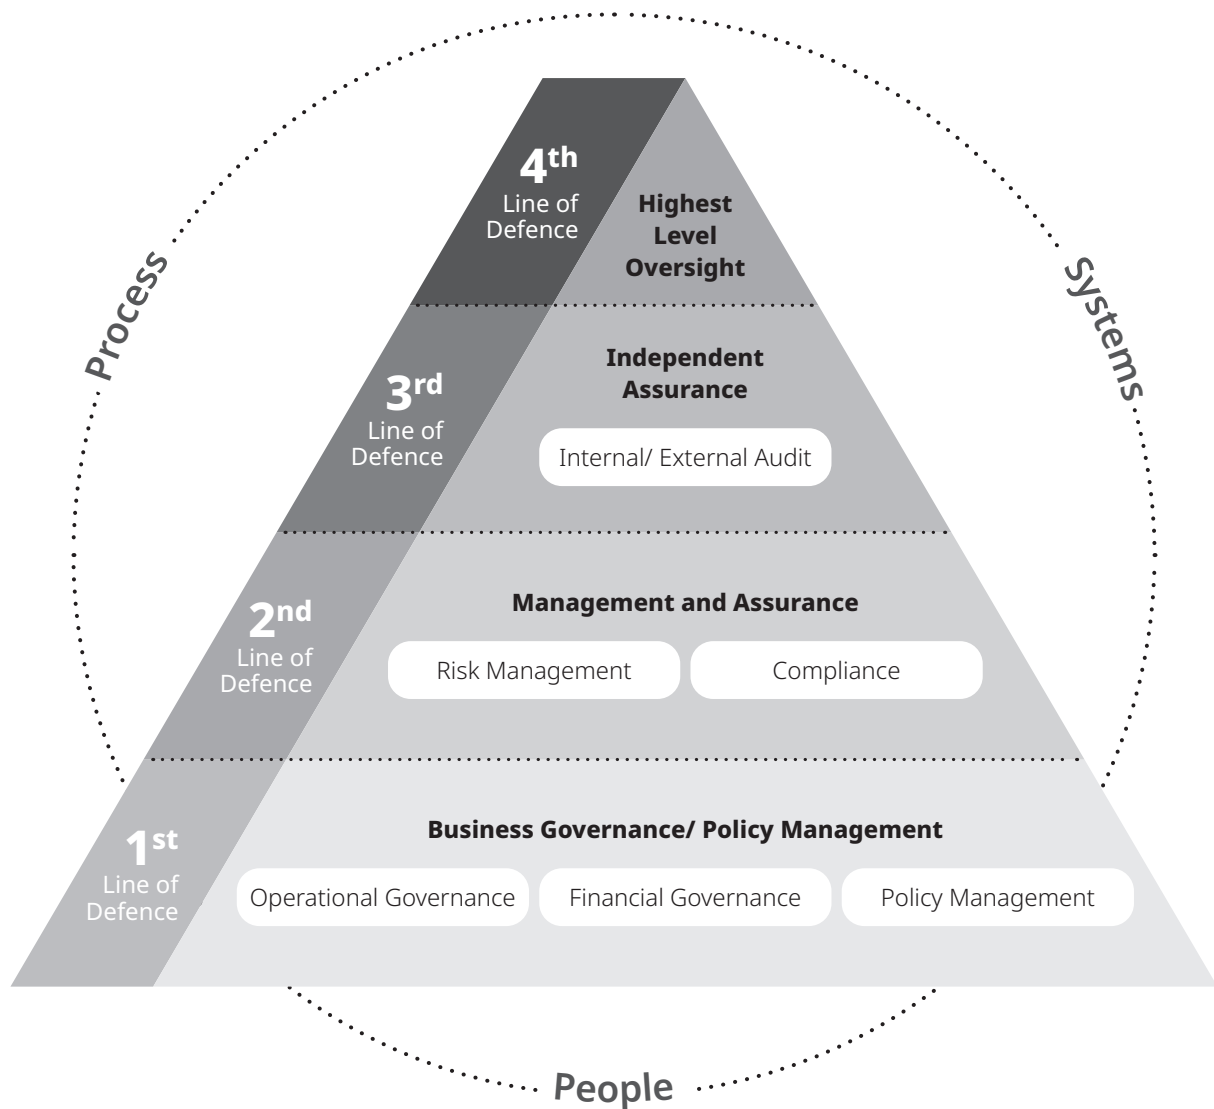 Process
Systems
4th
Line of
Defence
Highest
Level
Oversight
3rd
Line of
Defence
Independent
Assurance
Internal/ External Audit
2nd
Line of
Defence
Management and Assurance
Risk Management
Compliance
1st
Line of
Defence
Business Governance/ Policy Management
Operational Governance
Financial Governance
Policy Management
People